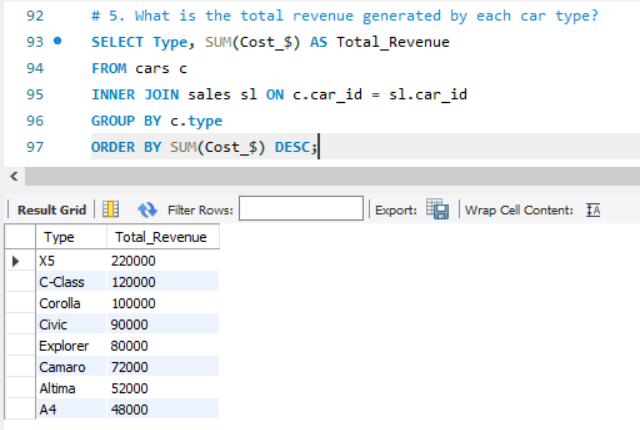 92 # 5. What is the total revenue generated by each car type?
93 SELECT Type, SUM(Cost_$) AS Total_Revenue
94 FROM cars c
95 INNER JOIN sales sl ON c.car_id = sl.car_id
96 GROUP BY c.type
97 ORDER BY SUM(Cost_$) DESC;
Result Grid Filter Rows: Export: Wrap Cell Content: IA
Type Total_Revenue
X5 220000
C-Class 120000
Corolla 100000
Civic 90000
Explorer 80000
Camaro 72000
Altima 52000
A4 48000